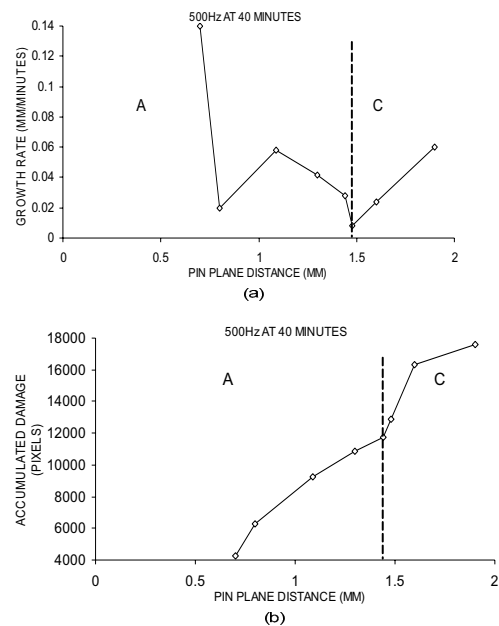 500Hz AT 40 MINUTES
0.14
0.12
0.1
0.08
0.06
0.04
0.02
0
GROWTH RATE (MM/MINUTES)
A
C
0
0.5
1
1.5
2
PIN PLANE DISTANCE (MM)
(a)
500Hz AT 40 MINUTES
18000
16000
14000
12000
10000
8000
6000
4000
ACCUMULATED DAMAGE
(PIXELS)
A
C
0
0.5
1
1.5
2
PIN PLANE DISTANCE (MM)
(b)